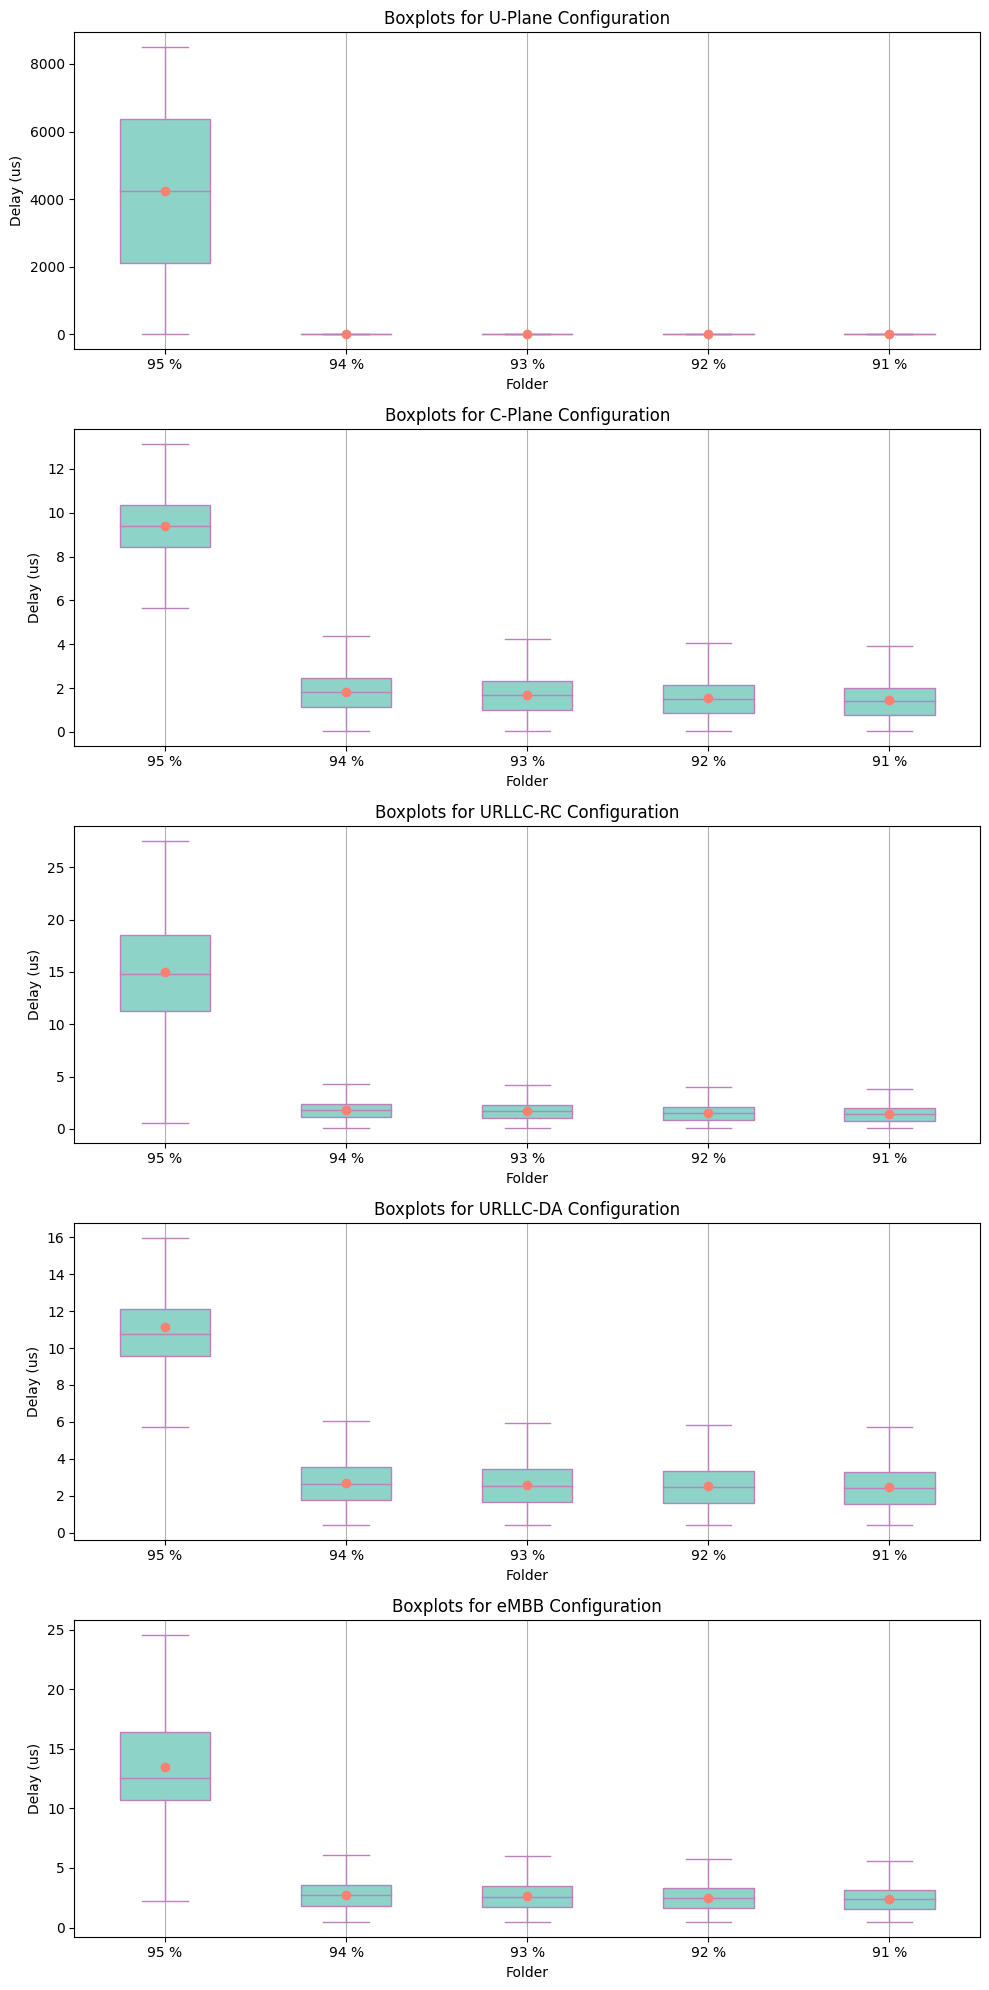 Boxplots for U-Plane Configuration
Delay (us)
8000
6000
4000
2000
0
95 % 94 % 93 % 92 % 91 %
Folder
Boxplots for C-Plane Configuration
Delay (us)
12
10
8
6
4
2
0
95 % 94 % 93 % 92 % 91 %
Folder
Boxplots for URLLC-RC Configuration
Delay (us)
25
20
15
10
5
0
95 % 94 % 93 % 92 % 91 %
Folder
Boxplots for URLLC-DA Configuration
Delay (us)
16
14
12
10
8
6
4
2
0
95 % 94 % 93 % 92 % 91 %
Folder
Boxplots for eMBB Configuration
Delay (us)
25
20
15
10
5
0
95 % 94 % 93 % 92 % 91 %
Folder